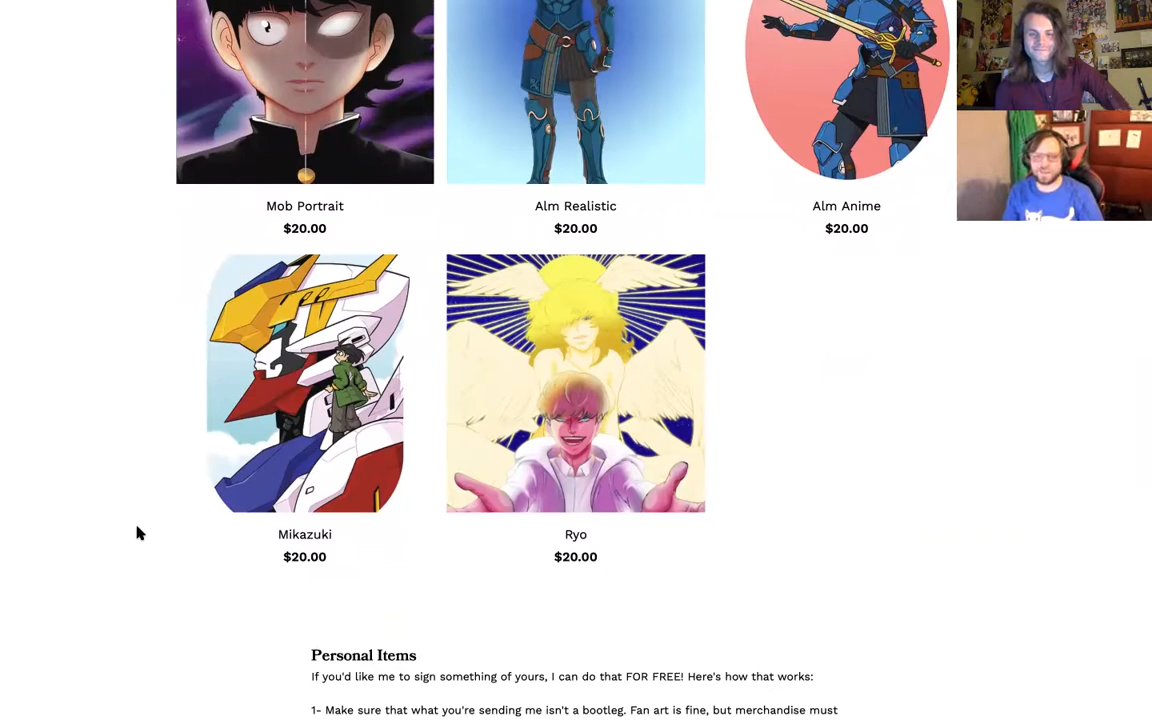 Mob Portrait
$20.00
Alm Realistic
$20.00
Alm Anime
$20.00
Mikazuki
$20.00
Ryo
$20.00
Personal Items
If you'd like me to sign something of yours, I can do that FOR FREE! Here's how that works:
1- Make sure that what you're sending me isn't a bootleg. Fan art is fine, but merchandise must